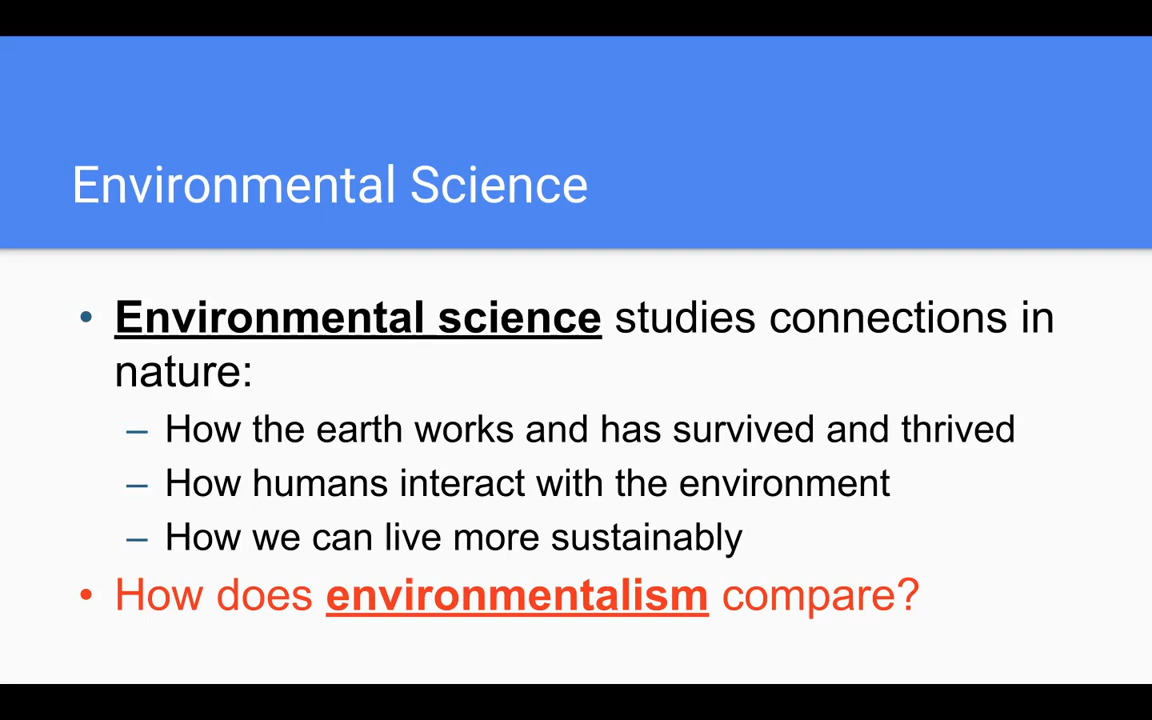 Environmental Science
• Environmental science studies connections in
nature:
– How the earth works and has survived and thrived
– How humans interact with the environment
– How we can live more sustainably
• How does environmentalism compare?